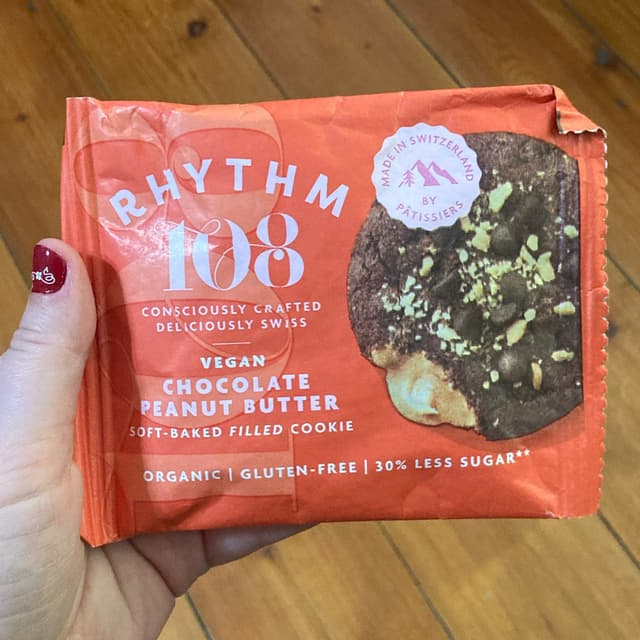 RHYTHM
108
CONSCIOUSLY CRAFTED
DELICIOUSLY SWISS
VEGAN
CHOCOLATE
PEANUT BUTTER
SOFT-BAKED FILLED COOKIE
ORGANIC | GLUTEN-FREE | 30% LESS SUGAR**
MADE IN SWITZERLAND
BY
PÂTISSIERS